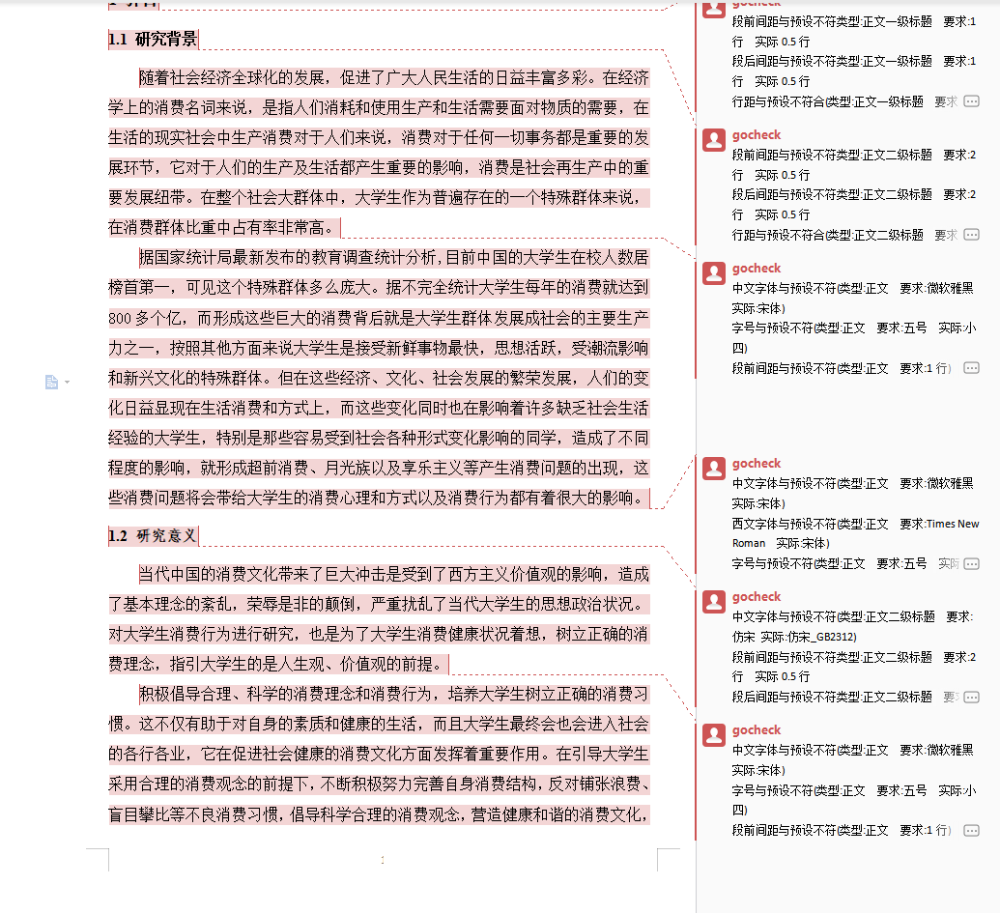 1.1 研究背景
随着社会经济全球化的发展，促进了广大人民生活的日益丰富多彩。在经济
学上的消费名词来说，是指人们消耗和使用生产和生活需要面对物质的需要，在
生活的现实社会中生产消费对于人们来说，消费对于任何一切事务都是重要的发
展环节，它对于人们的生产及生活都产生重要的影响，消费是社会再生产中的重
要发展纽带。在整个社会大群体中，大学生作为普遍存在的一个特殊群体来说，
在消费群体比重中占有率非常高。
据国家统计局最新发布的教育调查统计分析,目前中国的大学生在校人数居
榜首第一，可见这个特殊群体多么庞大。据不完全统计大学生每年的消费就达到
800 多个亿，而形成这些巨大的消费背后就是大学生群体发展成社会的主要生产
力之一，按照其他方面来说大学生是接受新鲜事物最快，思想活跃，受潮流影响
和新兴文化的特殊群体。但在这些经济、文化、社会发展的繁荣发展，人们的变
化日益显现在生活消费和方式上，而这些变化同时也在影响着许多缺乏社会生活
经验的大学生，特别是那些容易受到社会各种形式变化影响的同学，造成了不同
程度的影响，就形成超前消费、月光族以及享乐主义等产生消费问题的出现，这
些消费问题将会带给大学生的消费心理和方式以及消费行为都有着很大的影响。
1.2 研究意义
当代中国的消费文化带来了巨大冲击是受到了西方主义价值观的影响，造成
了基本理念的紊乱，荣辱是非的颠倒，严重扰乱了当代大学生的思想政治状况。
对大学生消费行为进行研究，也是为了大学生消费健康状况着想，树立正确的消
费理念，指引大学生的是人生观、价值观的前提。
积极倡导合理、科学的消费理念和消费行为，培养大学生树立正确的消费习
惯。这不仅有助于对自身的素质和健康的生活，而且大学生最终会也会进入社会
的各行各业，它在促进社会健康的消费文化方面发挥着重要作用。在引导大学生
采用合理的消费观念的前提下，不断积极努力完善自身消费结构，反对铺张浪费、
盲目攀比等不良消费习惯，倡导科学合理的消费观念，营造健康和谐的消费文化，
1
gocheck
段前间距与预设不符类型:正文一级标题 要求:1
行 实际 0.5 行
段后间距与预设不符类型:正文一级标题 要求:1
行 实际 0.5 行
行距与预设不符合(类型:正文一级标题 要求
gocheck
段前间距与预设不符类型:正文二级标题 要求:2
行 实际 0.5 行
段后间距与预设不符类型:正文二级标题 要求:2
行 实际 0.5 行
行距与预设不符合(类型:正文二级标题 要求
gocheck
中文字体与预设不符(类型:正文 要求:微软雅黑
实际:宋体)
字号与预设不符(类型:正文 要求:五号 实际:小
四)
段前间距与预设不符(类型:正文 要求:1 行)
gocheck
中文字体与预设不符(类型:正文 要求:微软雅黑
实际:宋体)
西文字体与预设不符(类型:正文 要求:Times New
Roman 实际:宋体)
字号与预设不符(类型:正文 要求:五号 实际
gocheck
中文字体与预设不符(类型:正文二级标题 要求:
仿宋 实际:仿宋_GB2312)
段前间距与预设不符类型:正文二级标题 要求:2
行 实际 0.5 行
段后间距与预设不符(类型:正文二级标题 要
gocheck
中文字体与预设不符(类型:正文 要求:微软雅黑
实际:宋体)
字号与预设不符(类型:正文 要求:五号 实际:小
四)
段前间距与预设不符(类型:正文 要求:1 行)